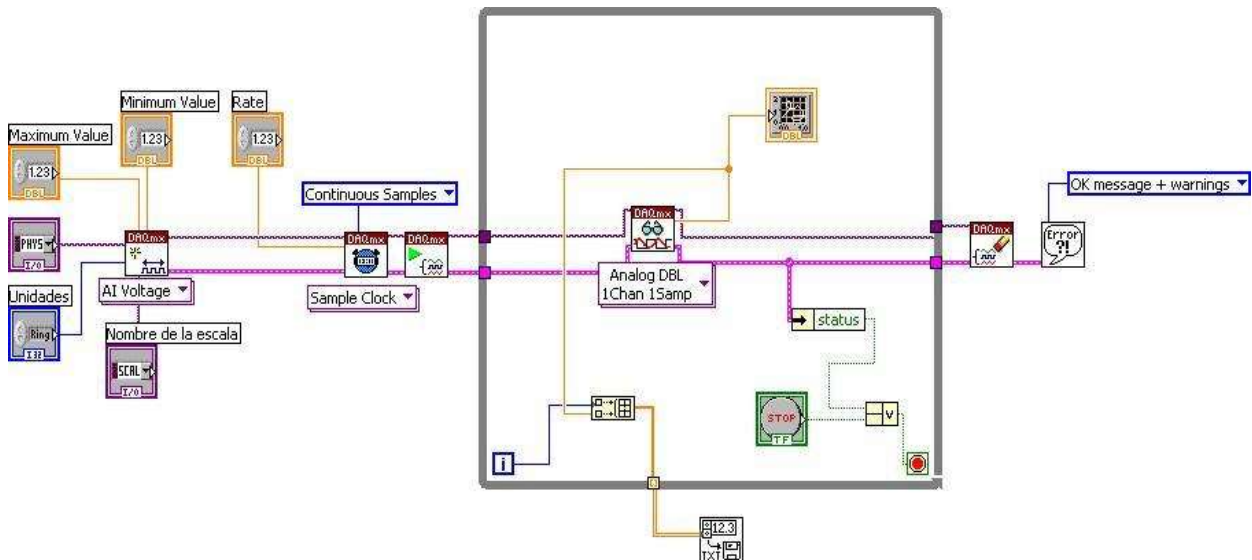 Minimum Value
Rate
Maximum Value
1.23
DBL
1.23
DBL
1.23
DBL
Continuous Samples
OK message + warnings
PHYS
I/O
DAQmx
AI Voltage
DAQmx
Sample Clock
DAQmx
DAQmx
Analog DBL
1Chan 1Samp
DBL
DAQmx
Error
?!
Unidades
Ring
I32
Nombre de la escala
SCAL
I/O
status
STOP
TF
V
i
12.3
TXT